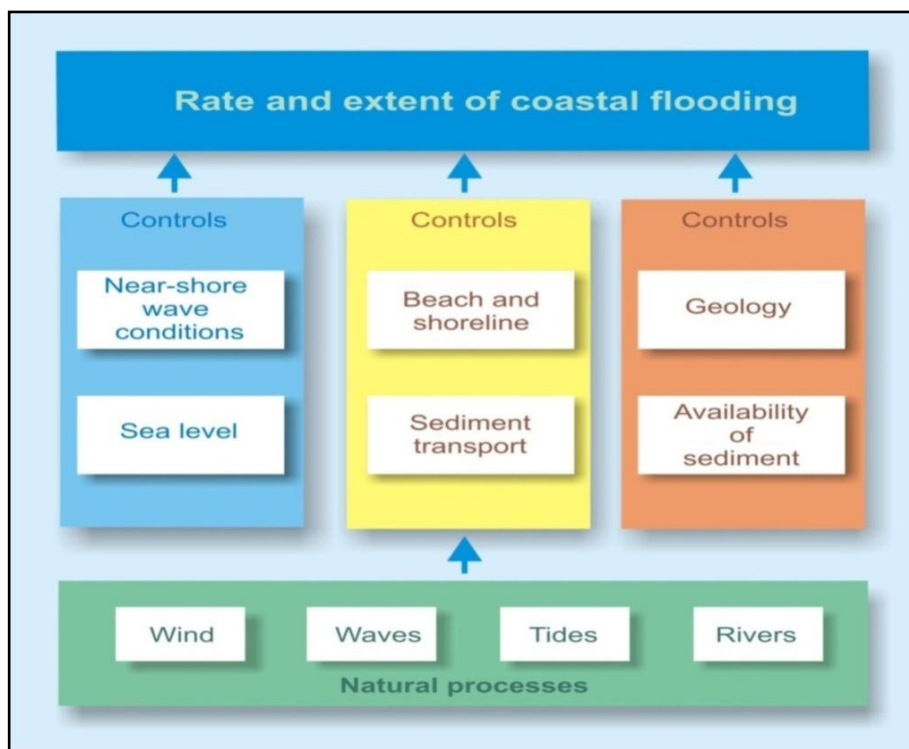 Rate and extent of coastal flooding
Controls
Near-shore
wave
conditions
Sea level
Controls
Beach and
shoreline
Sediment
transport
Controls
Geology
Availability
of
sediment
Wind
Waves
Tides
Rivers
Natural processes